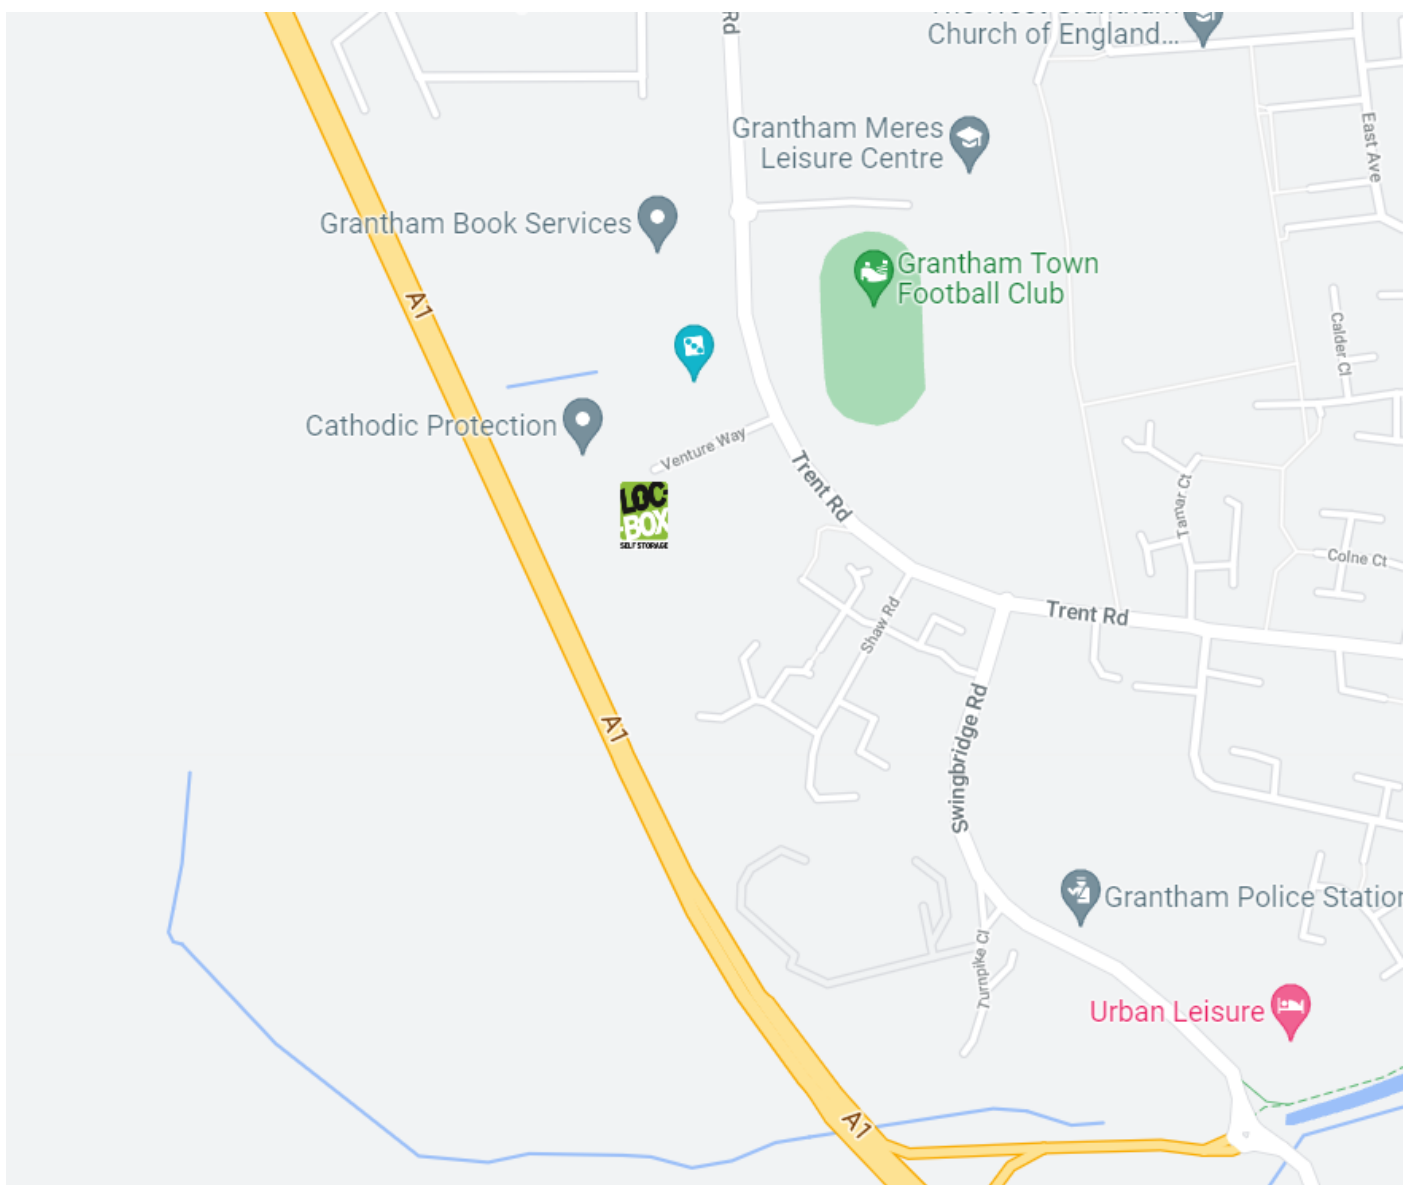 Rd
Church of England...
Grantham Meres
Leisure Centre
East Ave
Grantham Book Services
Grantham Town
Football Club
A1
Calder Cl
Cathodic Protection
Venture Way
Trent Rd
Tamar Ct
LOC-
-BOX
SELF STORAGE
Colne Ct
Shaw Rd
Trent Rd
A1
Swingbridge Rd
Grantham Police Station
Turnpike Cl
Urban Leisure
A1